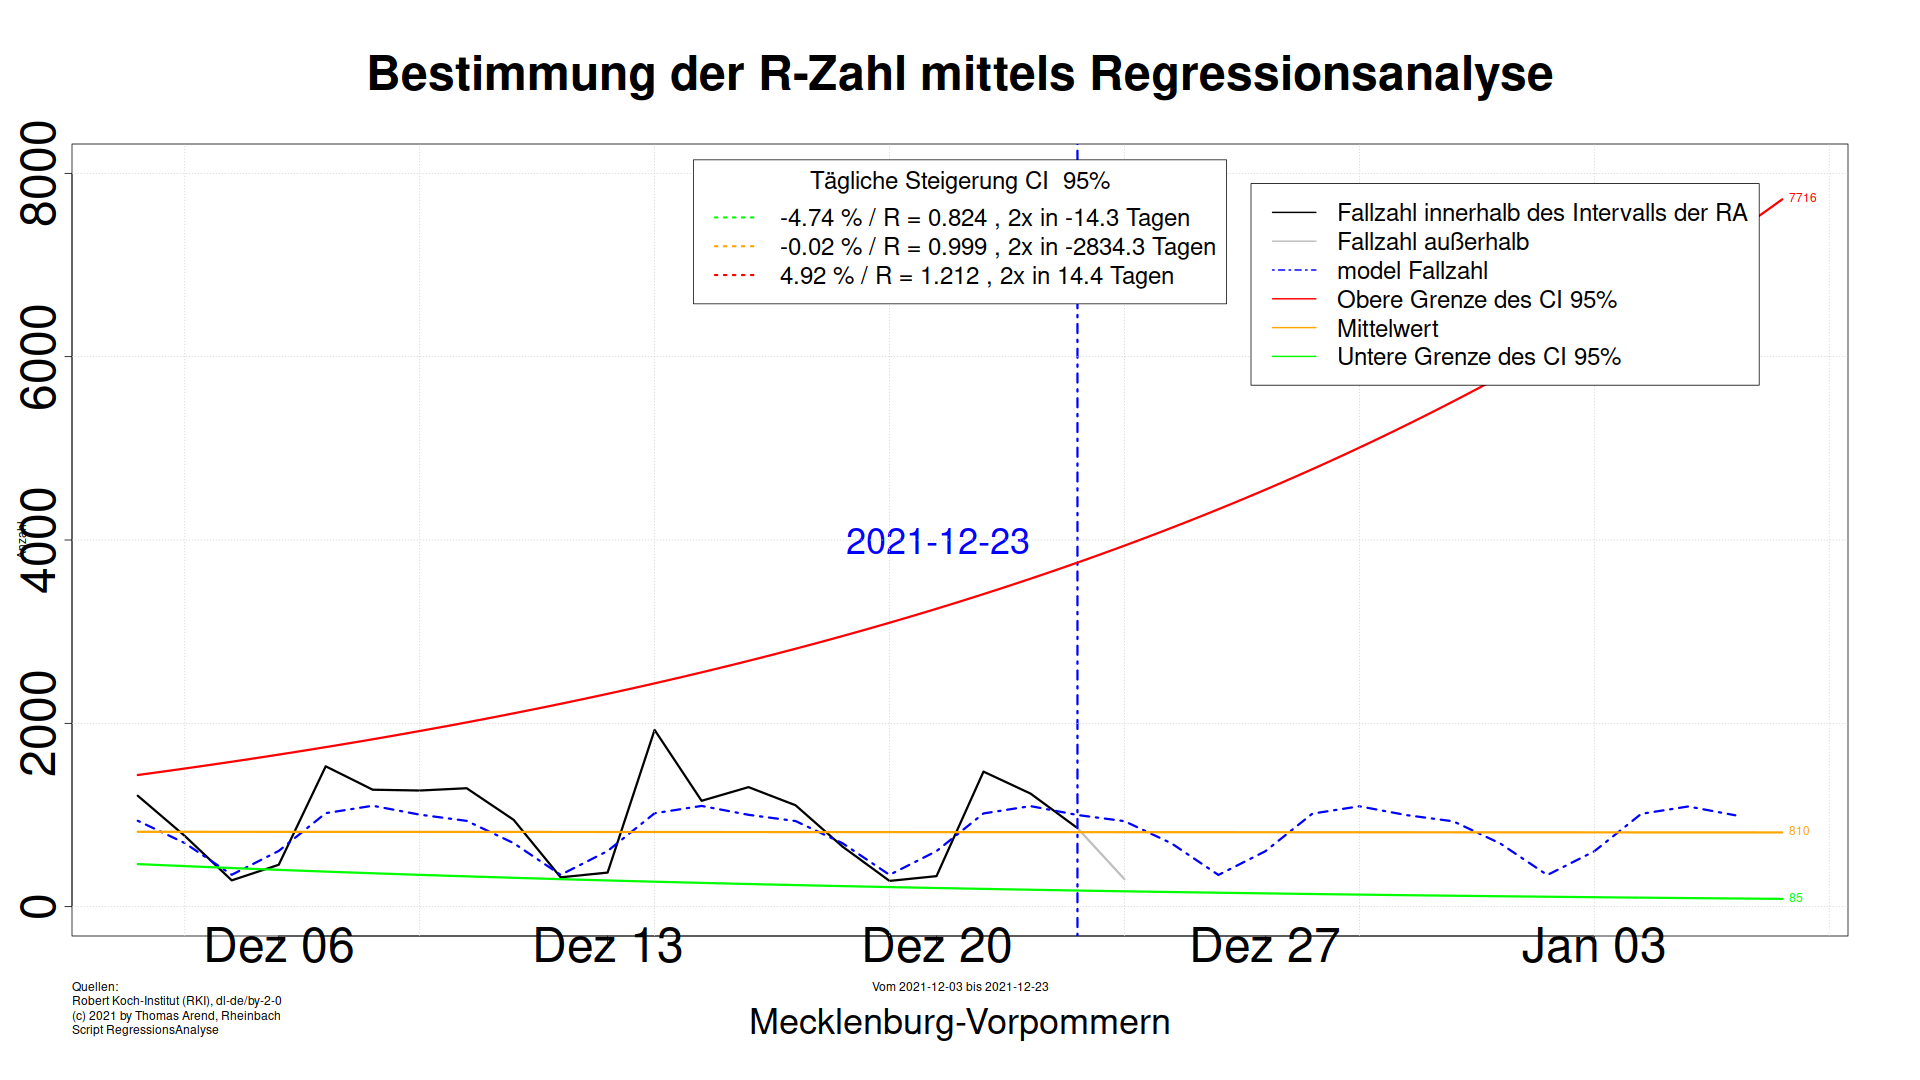 Bestimmung der R-Zahl mittels Regressionsanalyse
8000
6000
4000
2000
0
Anzahl
Tägliche Steigerung CI  95%
-4.74 % / R = 0.824 , 2x in -14.3 Tagen
-0.02 % / R = 0.999 , 2x in -2834.3 Tagen
4.92 % / R = 1.212 , 2x in 14.4 Tagen
Fallzahl innerhalb des Intervalls der RA
Fallzahl außerhalb
model Fallzahl
Obere Grenze des CI 95%
Mittelwert
Untere Grenze des CI 95%
7716
2021-12-23
810
85
Dez 06
Dez 13
Dez 20
Dez 27
Jan 03
Quellen:
Robert Koch-Institut (RKI), dl-de/by-2-0
(c) 2021 by Thomas Arend, Rheinbach
Script RegressionsAnalyse
Vom 2021-12-03 bis 2021-12-23
Mecklenburg-Vorpommern